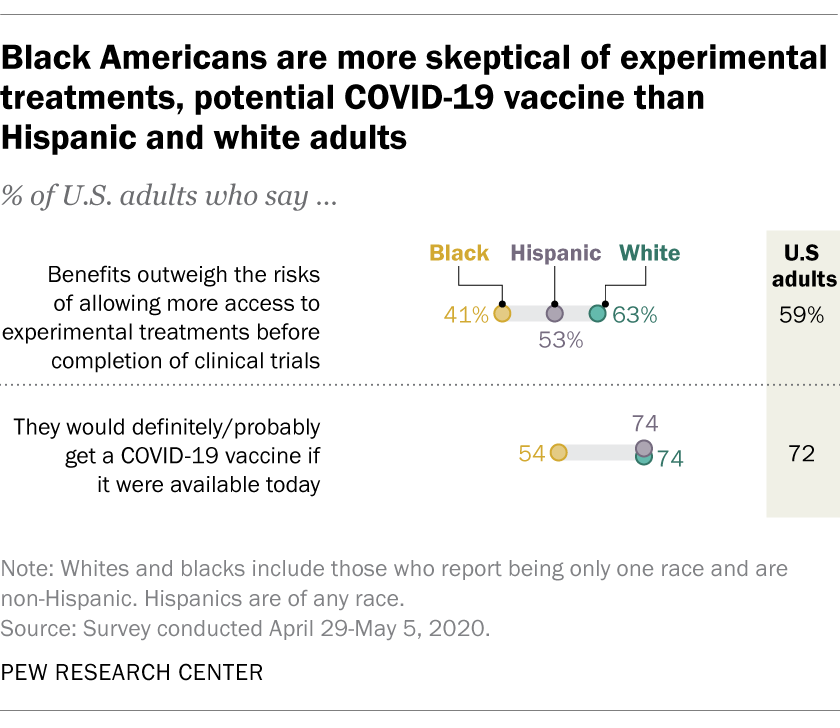 Black Americans are more skeptical of experimental
treatments, potential COVID-19 vaccine than
Hispanic and white adults
% of U.S. adults who say ...
Black Hispanic White
U.S
adults
Benefits outweigh the risks
of allowing more access to
experimental treatments before
completion of clinical trials
41%
53%
63%
59%
They would definitely/probably
get a COVID-19 vaccine if
it were available today
54
74
74
72
Note: Whites and blacks include those who report being only one race and are
non-Hispanic. Hispanics are of any race.
Source: Survey conducted April 29-May 5, 2020.
PEW RESEARCH CENTER